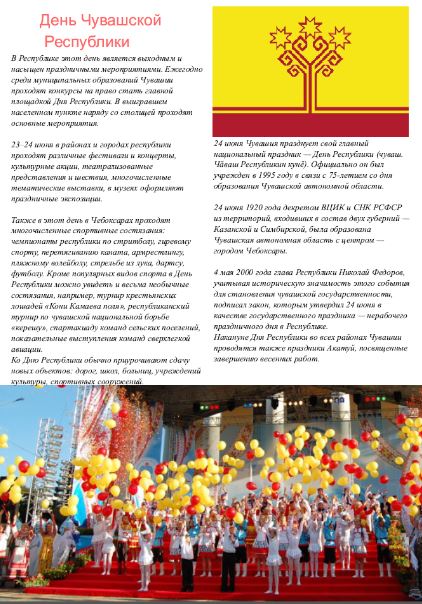 День Чувашской
Республики
В Республике этот день является выходным и
насыщен праздничными мероприятиями. Ежегодно
среди муниципальных образований Чувашии
проходят конкурсы на право стать главной
площадкой Дня Республики. В выигравшем
населенном пункте наряду со столицей проходят
основные мероприятия.
23–24 июня в районах и городах республики
проходят различные фестивали и концерты,
культурные акции, театрализованные
представления и шествия, многочисленные
тематические выставки, в музеях оформляют
праздничные экспозиции.
Также в этот день в Чебоксарах проходят
многочисленные спортивные состязания:
чемпионаты республики по стритболу, гиревому
спорту, перетягиванию каната, армрестлингу,
пляжному волейболу, стрельбе из лука, дартсу,
футболу. Кроме популярных видов спорта в День
Республики можно увидеть и весьма необычные
состязания, например, турнир крестьянских
лошадей «Кони Камаева поля», республиканский
турнир по чувашской национальной борьбе
«керешу», спартакиаду команд сельских поселений,
показательные выступления команд сверхлегкой
авиации.
Ко Дню Республики обычно приурочивают сдачу
новых объектов: дорог, школ, больниц, учреждений
культуры, спортивных сооружений.
24 июня Чувашия празднует свой главный
национальный праздник — День Республики (чуваш.
Чӑваш Республикин кунӗ). Официально он был
учрежден в 1995 году в связи с 75-летием со дня
образования Чувашской автономной области.
24 июня 1920 года декретом ВЦИК и СНК РСФСР
из территорий, входивших в состав двух губерний —
Казанской и Симбирской, была образована
Чувашская автономная область с центром —
городом Чебоксары.
4 мая 2000 года глава Республики Николай Федоров,
учитывая историческую значимость этого события
для становления чувашской государственности,
подписал закон, которым утвердил 24 июня в
качестве государственного праздника — нерабочего
праздничного дня в Республике.
Накануне Дня Республики во всех районах Чувашии
проводятся также праздники Акатуй, посвященные
завершению весенних работ.